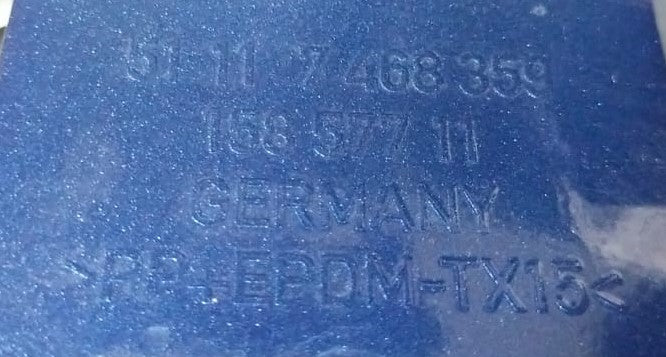 51 11 7 468 359
158 577 11
GERMANY
>PP+EPDM-TX15<